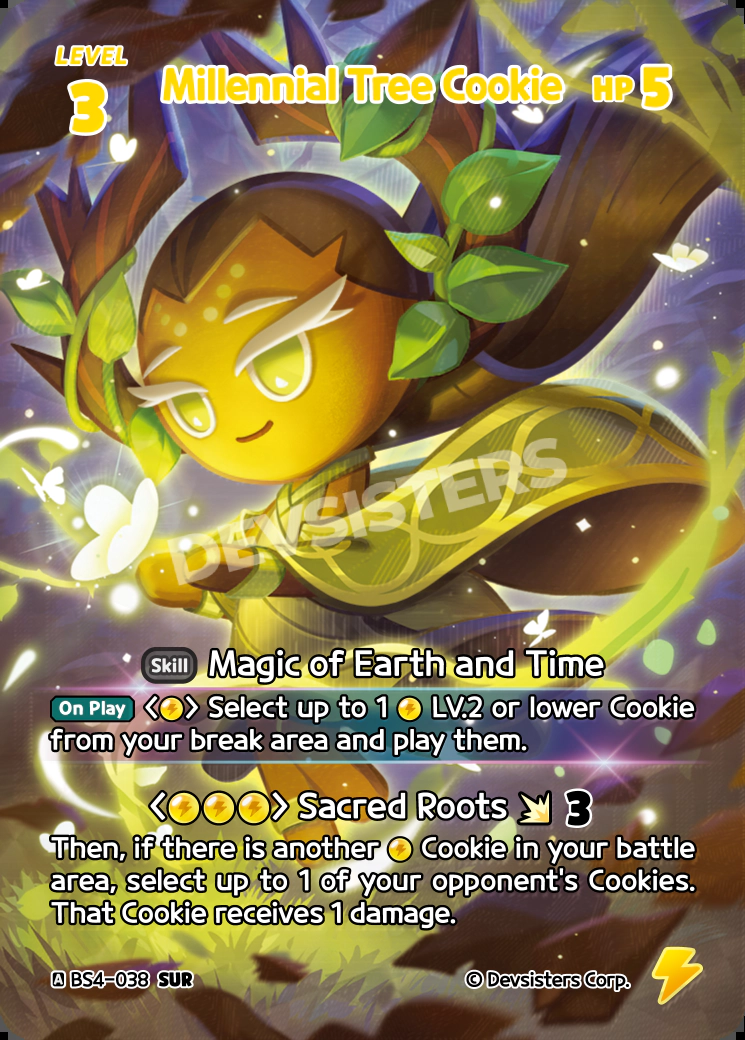 LEVEL
3
Millennial Tree Cookie HP 5
DEVSISTERS
Skill Magic of Earth and Time
On Play < > Select up to 1 LV.2 or lower Cookie
from your break area and play them.
< > Sacred Roots 3
Then, if there is another Cookie in your battle
area, select up to 1 of your opponent's Cookies.
That Cookie receives 1 damage.
A BS4-038 SUR © Devsisters Corp.